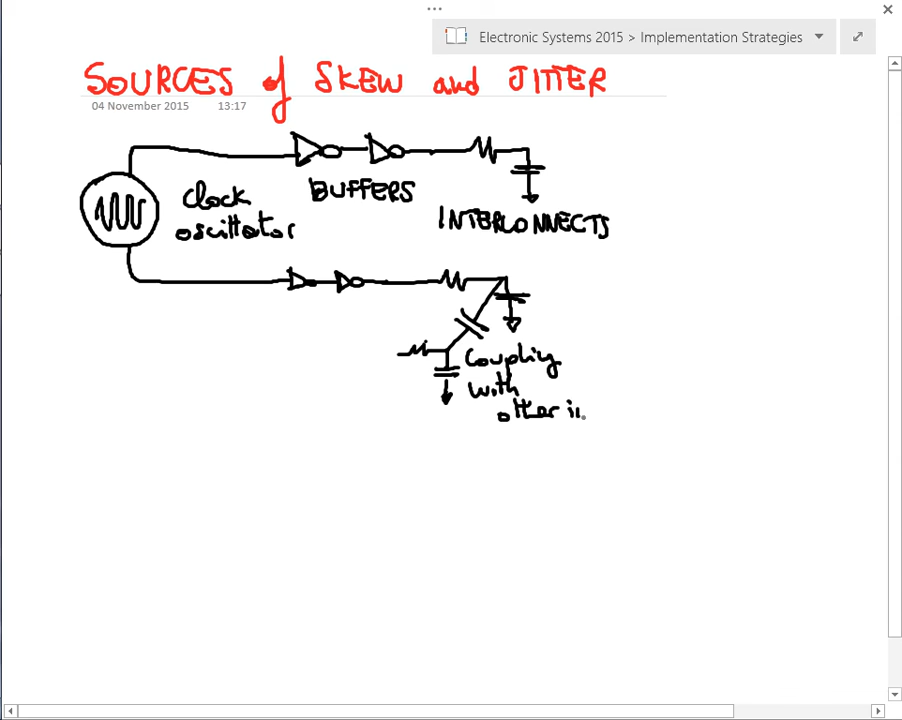 Electronic Systems 2015 > Implementation Strategies
SOURCES of SKEW and JITTER
04 November 2015 13:17
clock
oscillator
BUFFERS
INTERCONNECTS
Coupling
with
other in